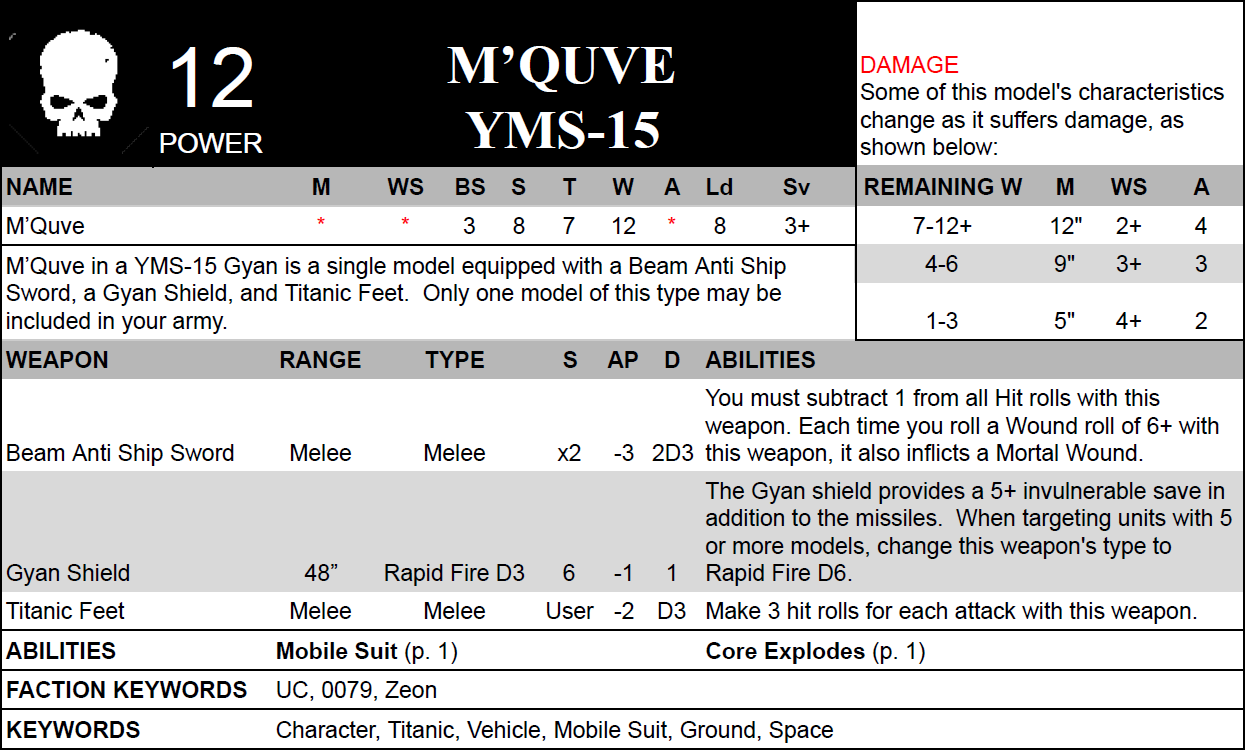 12
POWER
M’QUVE
YMS-15
DAMAGE
Some of this model's characteristics
change as it suffers damage, as
shown below:
NAME M WS BS S T W A Ld Sv
M’Quve * * 3 8 7 12 * 8 3+
REMAINING W M WS A
7-12+ 12" 2+ 4
4-6 9" 3+ 3
1-3 5" 4+ 2
M’Quve in a YMS-15 Gyan is a single model equipped with a Beam Anti Ship
Sword, a Gyan Shield, and Titanic Feet.  Only one model of this type may be
included in your army.
WEAPON RANGE TYPE S AP D ABILITIES
You must subtract 1 from all Hit rolls with this
weapon. Each time you roll a Wound roll of 6+ with
Beam Anti Ship Sword Melee Melee x2 -3 2D3 this weapon, it also inflicts a Mortal Wound.
The Gyan shield provides a 5+ invulnerable save in
addition to the missiles.  When targeting units with 5
or more models, change this weapon's type to
Gyan Shield 48” Rapid Fire D3 6 -1 1 Rapid Fire D6.
Titanic Feet Melee Melee User -2 D3 Make 3 hit rolls for each attack with this weapon.
ABILITIES Mobile Suit (p. 1) Core Explodes (p. 1)
FACTION KEYWORDS UC, 0079, Zeon
KEYWORDS Character, Titanic, Vehicle, Mobile Suit, Ground, Space